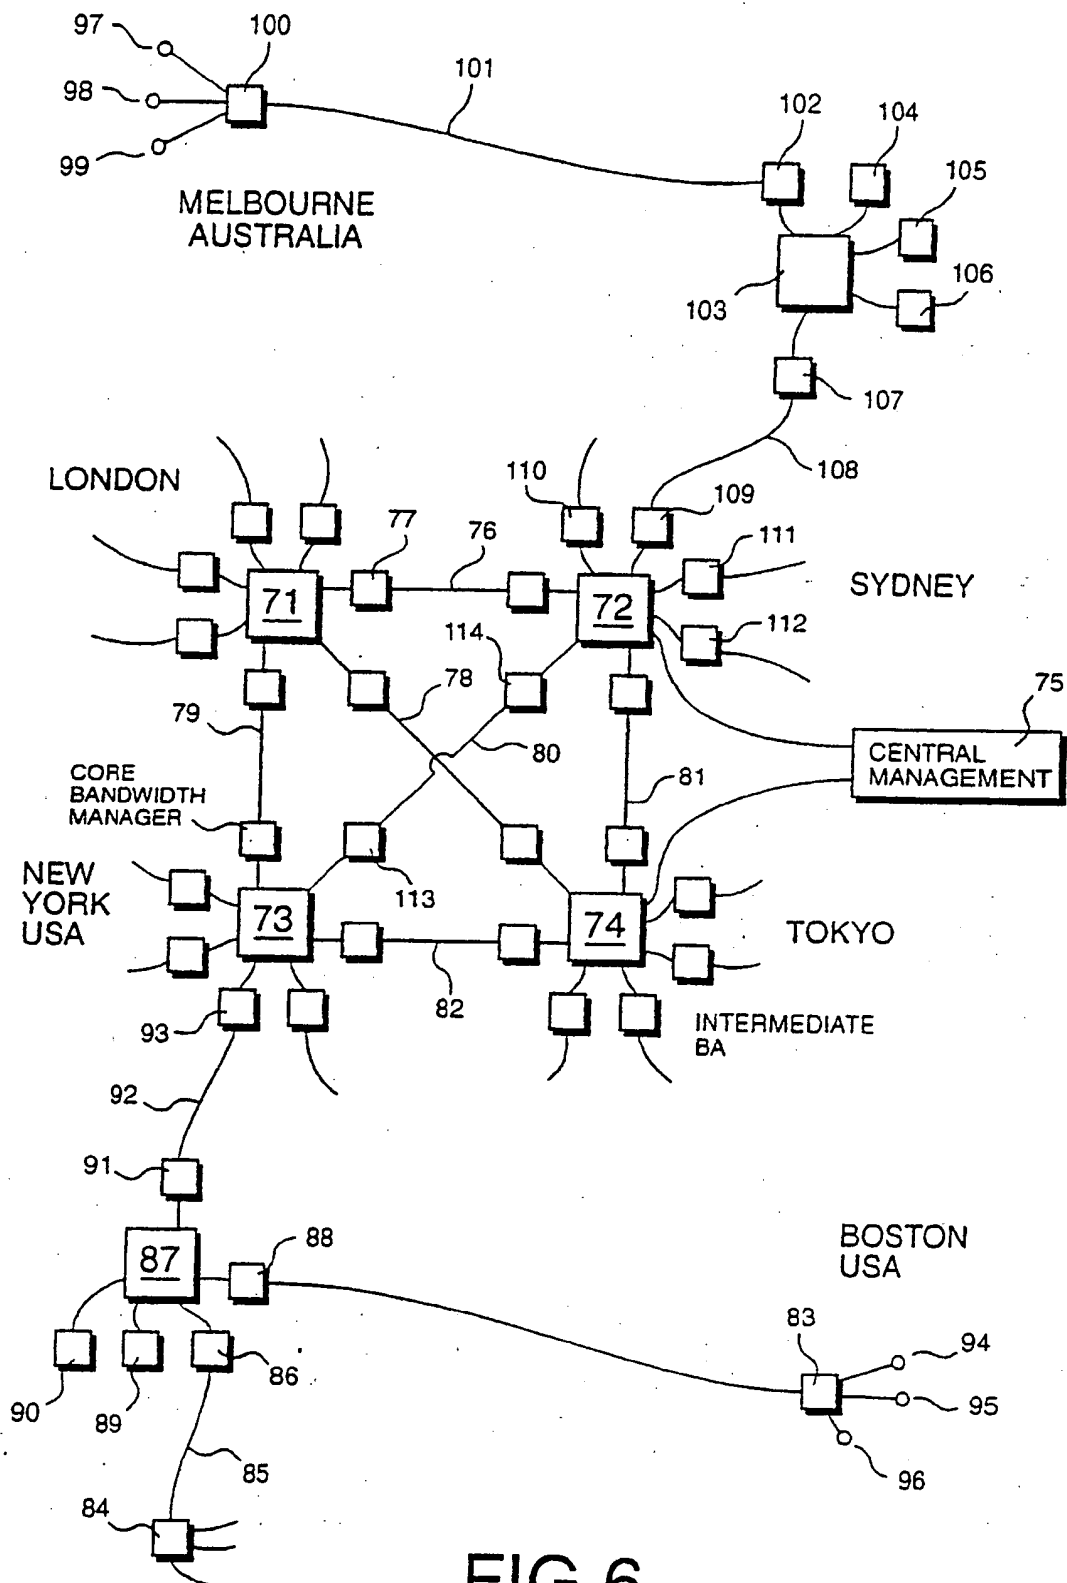 97
100
98
101
99
102
104
MELBOURNE
AUSTRALIA
105
103
106
107
108
LONDON
110
109
77
76
111
71
72
SYDNEY
114
112
78
75
79
80
CENTRAL
MANAGEMENT
CORE
BANDWIDTH
MANAGER
81
NEW
YORK
USA
113
73
74
TOKYO
82
93
INTERMEDIATE
BA
92
91
87
88
BOSTON
USA
83
94
86
95
90
89
96
85
84
FIG 6